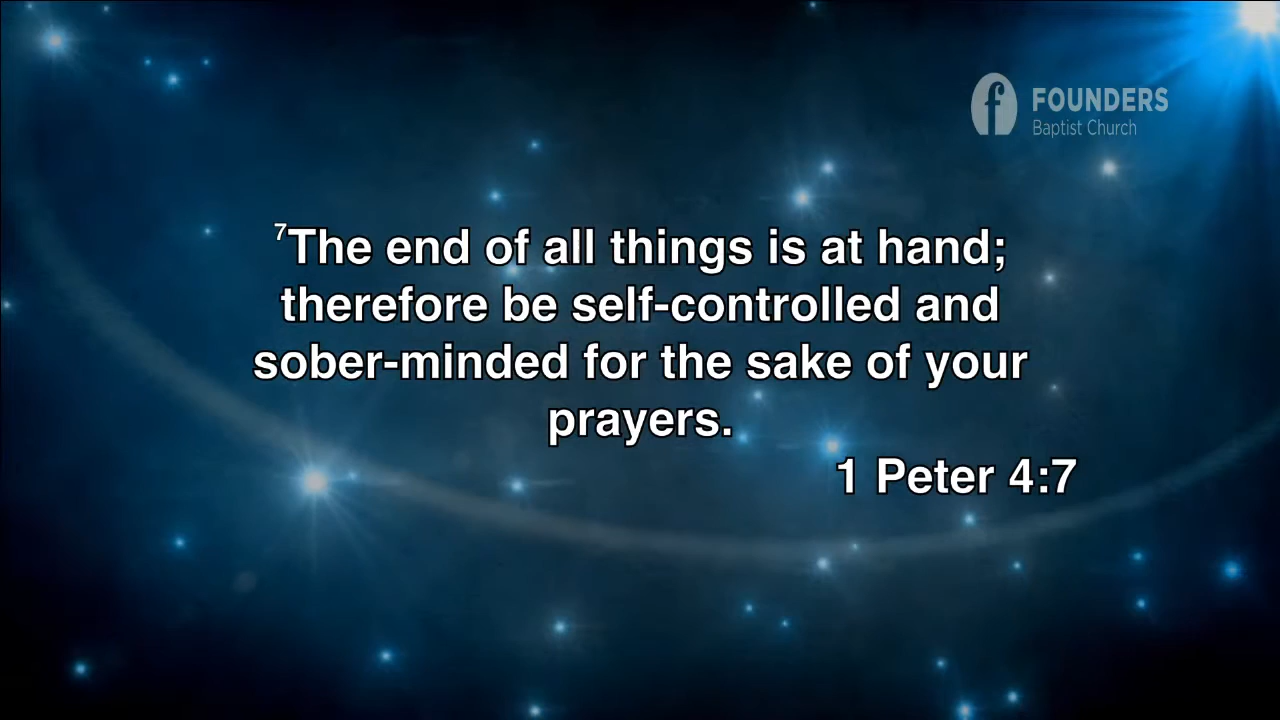 FOUNDERS
Baptist Church
⁷The end of all things is at hand;
therefore be self-controlled and
sober-minded for the sake of your
prayers.
1 Peter 4:7